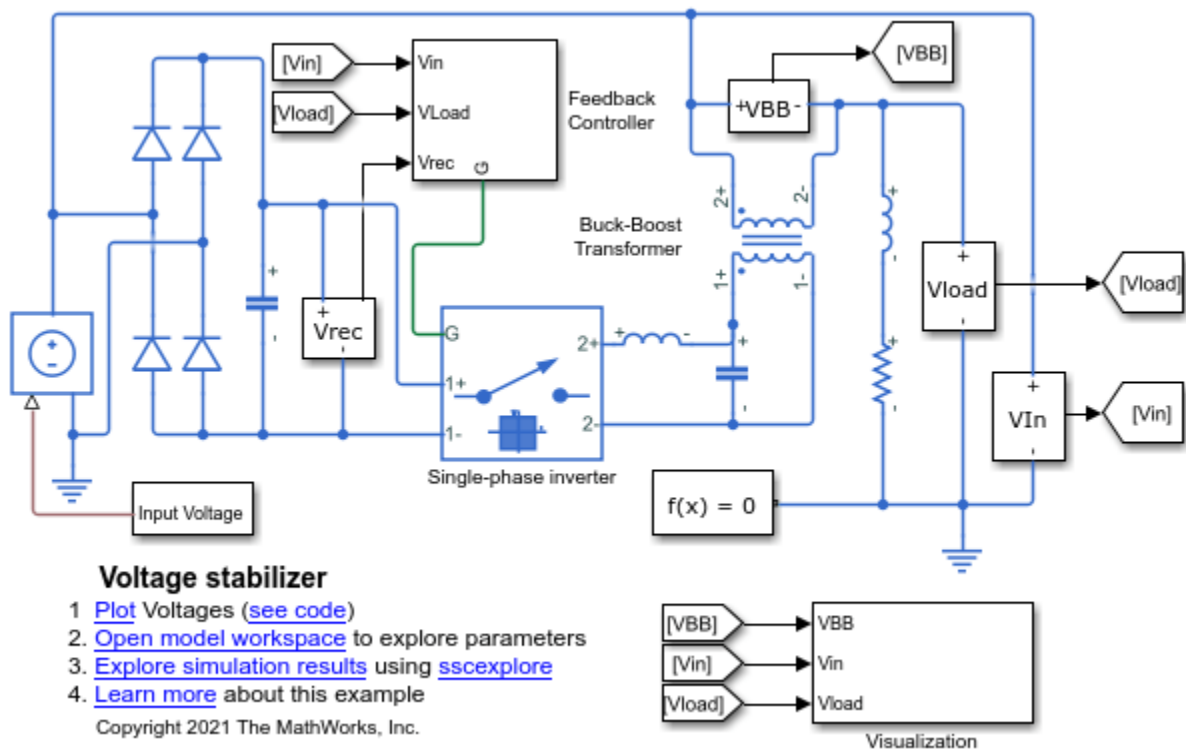 [Vin]
[Vload]
Vin
VLoad
Vrec
G
Feedback
Controller
[VBB]
+VBB-
2+
2-
Buck-Boost
Transformer
1+
1-
+
-
+
-
+
Vload
-
[Vload]
+
-
+
Vrec
-
G
1+
1-
2+
2-
+
-
+
-
+
-
+
VIn
-
[Vin]
Single-phase inverter
Input Voltage
f(x) = 0
Voltage stabilizer
1 Plot Voltages (see code)
2. Open model workspace to explore parameters
3. Explore simulation results using sscexplore
4. Learn more about this example
Copyright 2021 The MathWorks, Inc.
[VBB]
[Vin]
[Vload]
VBB
Vin
Vload
Visualization